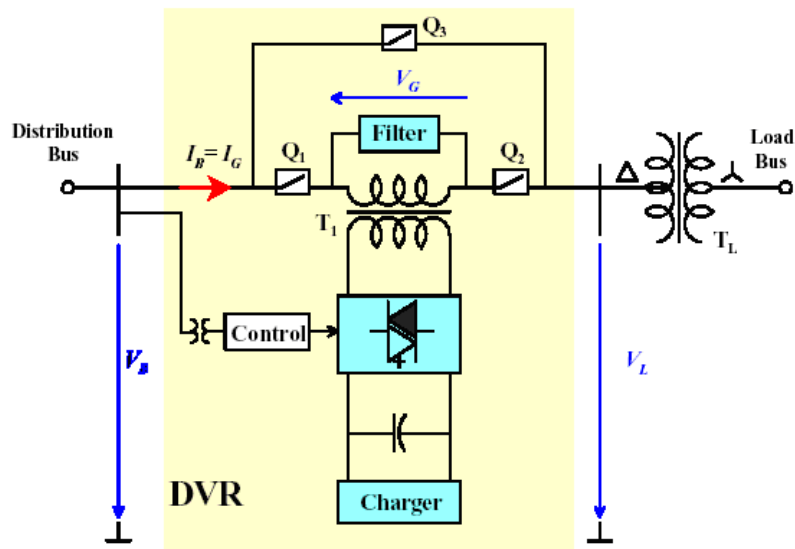 Q3
VG
Distribution
Bus
IB= IG
Q1
Filter
Q2
Load
Bus
Δ
T1
TL
Control
VB
VL
DVR
Charger